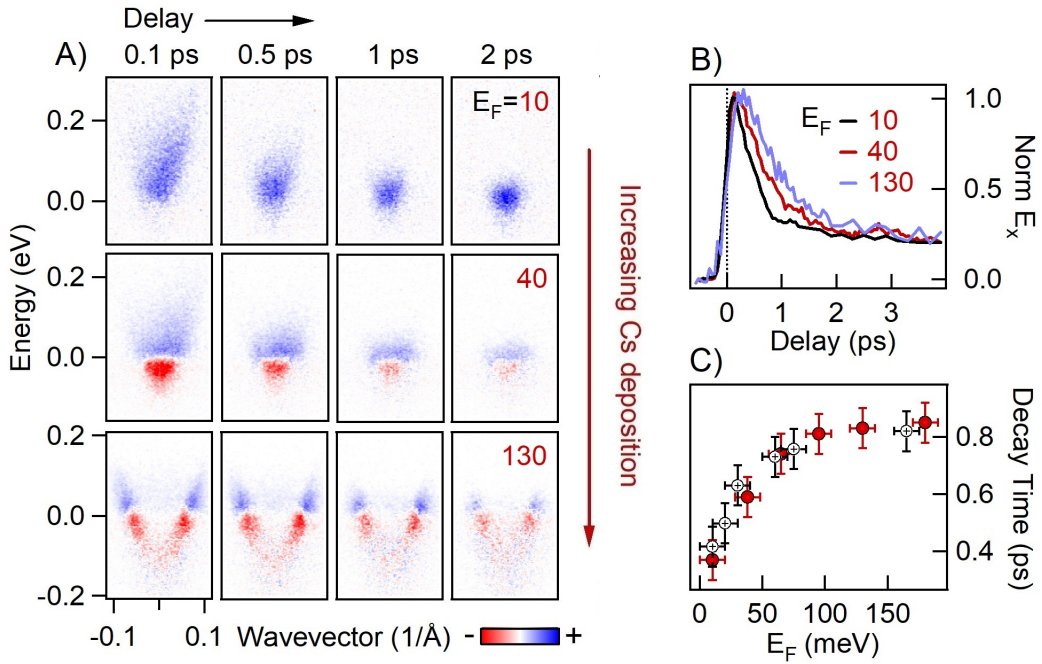 Delay
A)
0.1 ps 0.5 ps 1 ps 2 ps
E_F=10
40
130
Energy (eV)
0.2
0.0
0.2
0.0
0.2
0.0
-0.2
-0.1 0.1
Wavevector (1/Å)
- +
Increasing Cs deposition
B)
E_F 10
40
130
1.0
0.5
0.0
Norm E_x
0 1 2 3
Delay (ps)
C)
0.8
0.6
0.4
Decay Time (ps)
0 50 100 150
E_F (meV)